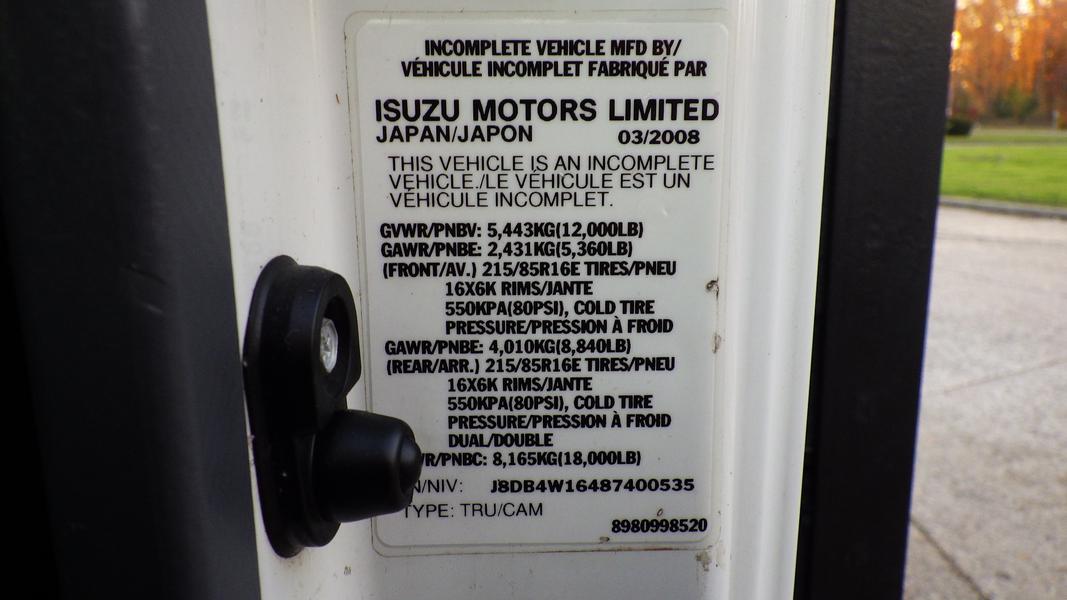 INCOMPLETE VEHICLE MFD BY/
VÉHICULE INCOMPLET FABRIQUÉ PAR
ISUZU MOTORS LIMITED
JAPAN/JAPON 03/2008
THIS VEHICLE IS AN INCOMPLETE
VEHICLE./LE VÉHICULE EST UN
VÉHICULE INCOMPLET.
GVWR/PNBV: 5,443KG(12,000LB)
GAWR/PNBE: 2,431KG(5,360LB)
(FRONT/AV.) 215/85R16E TIRES/PNEU
16X6K RIMS/JANTE
550KPA(80PSI), COLD TIRE
PRESSURE/PRESSION À FROID
GAWR/PNBE: 4,010KG(8,840LB)
(REAR/ARR.) 215/85R16E TIRES/PNEU
16X6K RIMS/JANTE
550KPA(80PSI), COLD TIRE
PRESSURE/PRESSION À FROID
DUAL/DOUBLE
WR/PNBC: 8,165KG(18,000LB)
N/NIV: J8DB4W16487400535
TYPE: TRU/CAM
8980998520